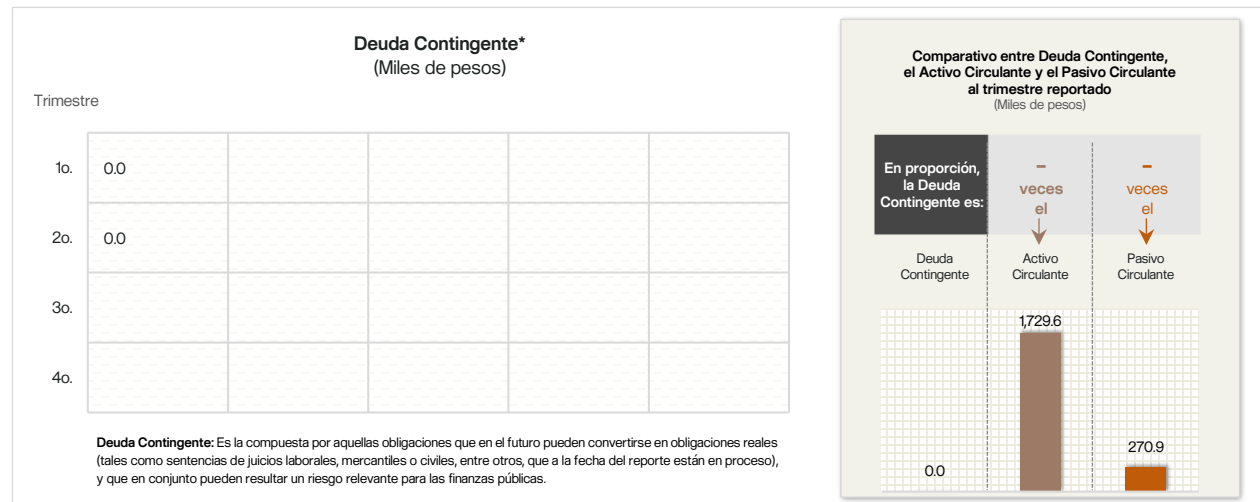 Deuda Contingente*
(Miles de pesos)
Trimestre
1o. 0.0
2o. 0.0
3o.
4o.
Deuda Contingente: Es la compuesta por aquellas obligaciones que en el futuro pueden convertirse en obligaciones reales
(tales como sentencias de juicios laborales, mercantiles o civiles, entre otros, que a la fecha del reporte están en proceso),
y que en conjunto pueden resultar un riesgo relevante para las finanzas públicas.
Comparativo entre Deuda Contingente,
el Activo Circulante y el Pasivo Circulante
al trimestre reportado
(Miles de pesos)
En proporción,
la Deuda
Contingente es:
–
veces
el
–
veces
el
Deuda
Contingente
Activo
Circulante
Pasivo
Circulante
0.0
1,729.6
270.9